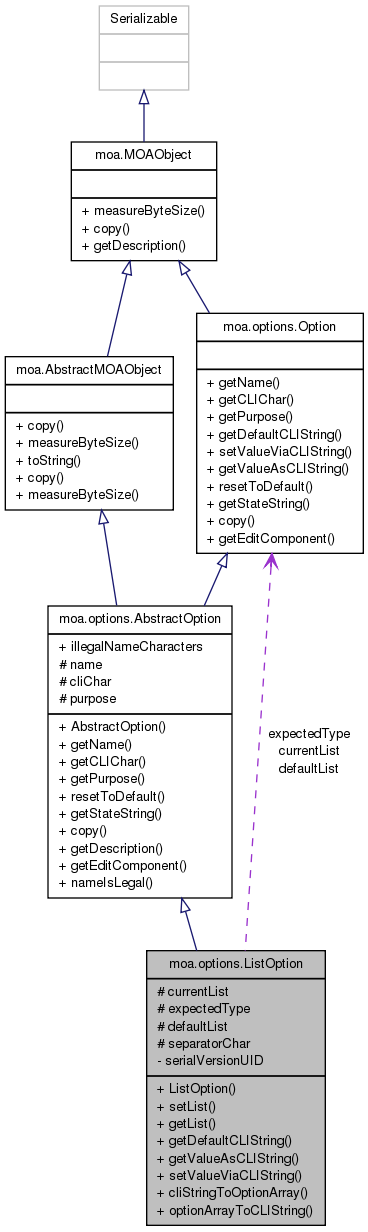 Serializable
moa.MOAObject
+ measureByteSize()
+ copy()
+ getDescription()
moa.options.Option
+ getName()
+ getCLIChar()
+ getPurpose()
+ getDefaultCLIString()
+ setValueViaCLIString()
+ getValueAsCLIString()
+ resetToDefault()
+ getStateString()
+ copy()
+ getEditComponent()
moa.AbstractMOAObject
+ copy()
+ measureByteSize()
+ toString()
+ copy()
+ measureByteSize()
moa.options.AbstractOption
+ illegalNameCharacters
# name
# cliChar
# purpose
+ AbstractOption()
+ getName()
+ getCLIChar()
+ getPurpose()
+ resetToDefault()
+ getStateString()
+ copy()
+ getDescription()
+ getEditComponent()
+ nameIsLegal()
expectedType
currentList
defaultList
moa.options.ListOption
# currentList
# expectedType
# defaultList
# separatorChar
- serialVersionUID
+ ListOption()
+ setList()
+ getList()
+ getDefaultCLIString()
+ getValueAsCLIString()
+ setValueViaCLIString()
+ cliStringToOptionArray()
+ optionArrayToCLIString()